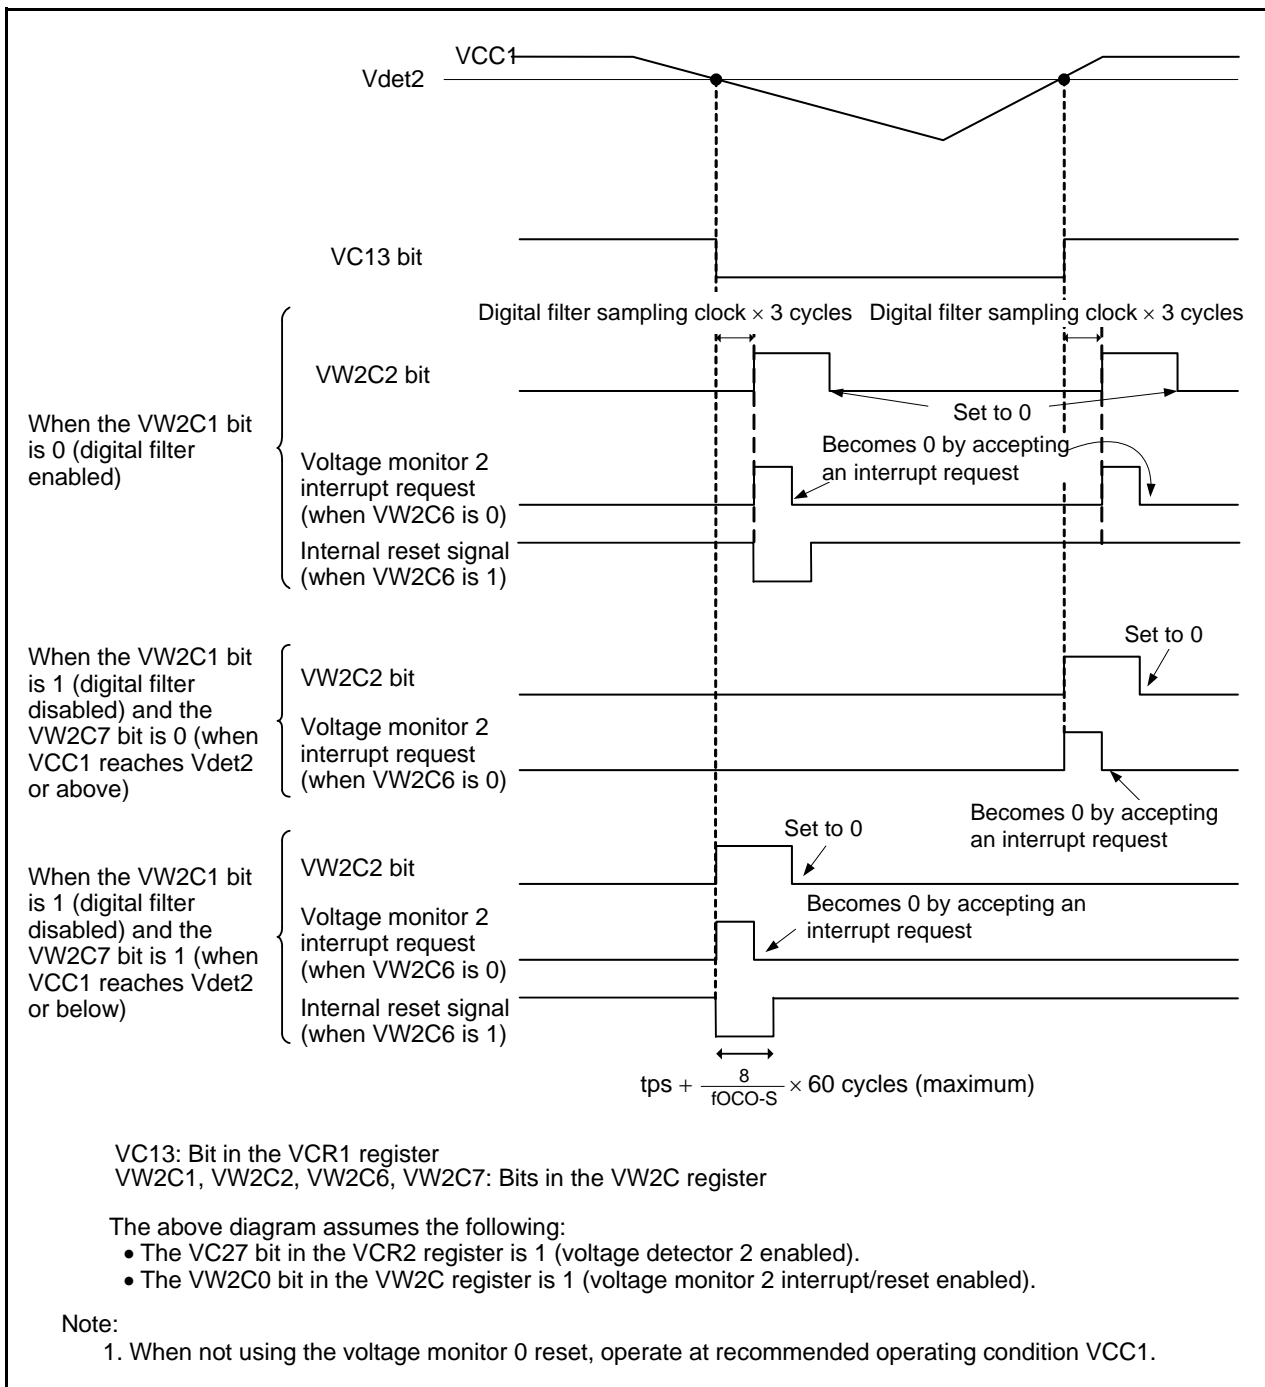 VCC1
Vdet2
VC13 bit
Digital filter sampling clock × 3 cycles
Digital filter sampling clock × 3 cycles
When the VW2C1 bit
is 0 (digital filter
enabled)
VW2C2 bit
Set to 0
Becomes 0 by accepting
an interrupt request
Voltage monitor 2
interrupt request
(when VW2C6 is 0)
Internal reset signal
(when VW2C6 is 1)
When the VW2C1 bit
is 1 (digital filter
disabled) and the
VW2C7 bit is 0 (when
VCC1 reaches Vdet2
or above)
VW2C2 bit
Set to 0
Voltage monitor 2
interrupt request
(when VW2C6 is 0)
Becomes 0 by accepting
an interrupt request
When the VW2C1 bit
is 1 (digital filter
disabled) and the
VW2C7 bit is 1 (when
VCC1 reaches Vdet2
or below)
VW2C2 bit
Set to 0
Voltage monitor 2
interrupt request
(when VW2C6 is 0)
Becomes 0 by accepting an
interrupt request
Internal reset signal
(when VW2C6 is 1)
tps + 8/fOCO-S × 60 cycles (maximum)
VC13: Bit in the VCR1 register
VW2C1, VW2C2, VW2C6, VW2C7: Bits in the VW2C register
The above diagram assumes the following:
• The VC27 bit in the VCR2 register is 1 (voltage detector 2 enabled).
• The VW2C0 bit in the VW2C register is 1 (voltage monitor 2 interrupt/reset enabled).
Note:
1. When not using the voltage monitor 0 reset, operate at recommended operating condition VCC1.